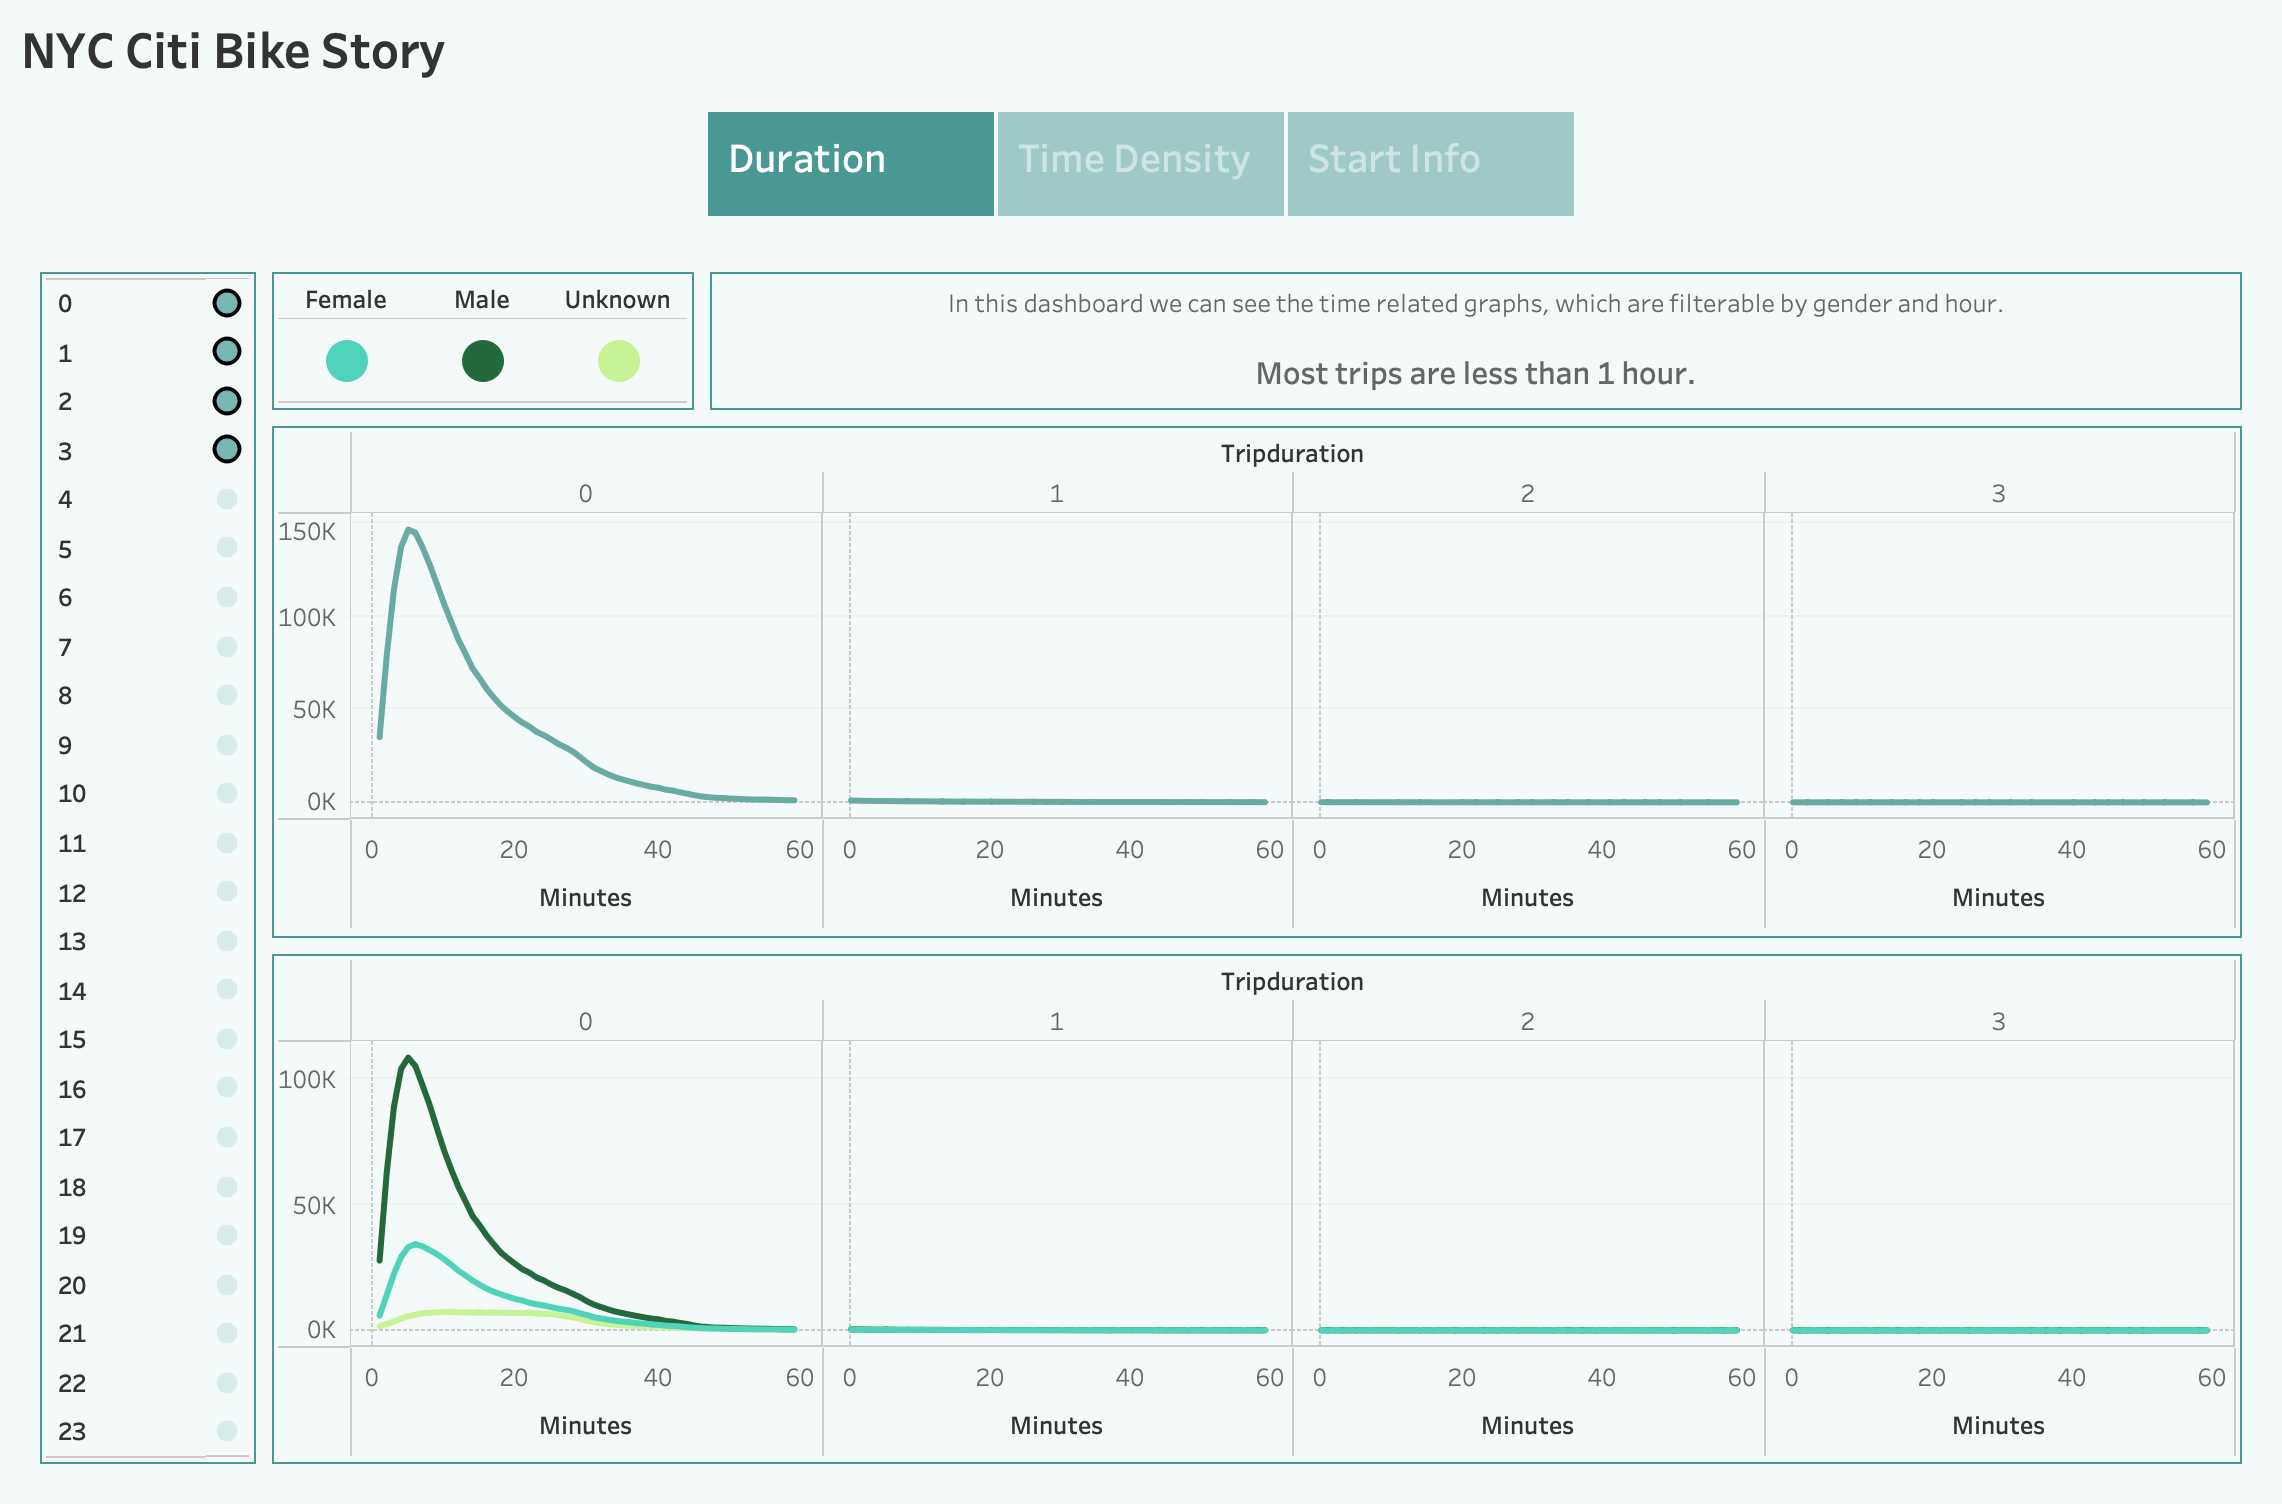 NYC Citi Bike Story
Duration
Time Density
Start Info
0
1
2
3
4
5
6
7
8
9
10
11
12
13
14
15
16
17
18
19
20
21
22
23
Female Male Unknown
In this dashboard we can see the time related graphs, which are filterable by gender and hour.
Most trips are less than 1 hour.
Tripduration
0 1 2 3
150K
100K
50K
0K
0 20 40 60 0 20 40 60 0 20 40 60 0 20 40 60
Minutes Minutes Minutes Minutes
Tripduration
0 1 2 3
100K
50K
0K
0 20 40 60 0 20 40 60 0 20 40 60 0 20 40 60
Minutes Minutes Minutes Minutes